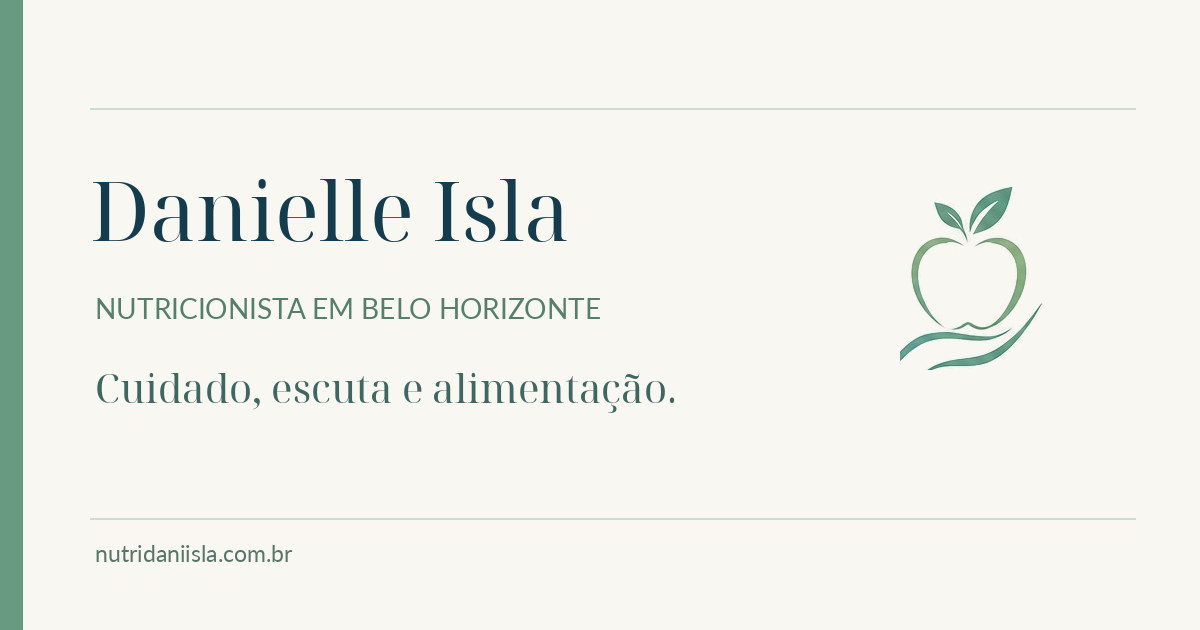 Danielle Isla
NUTRICIONISTA EM BELO HORIZONTE
Cuidado, escuta e alimentação.
nutridaniisla.com.br